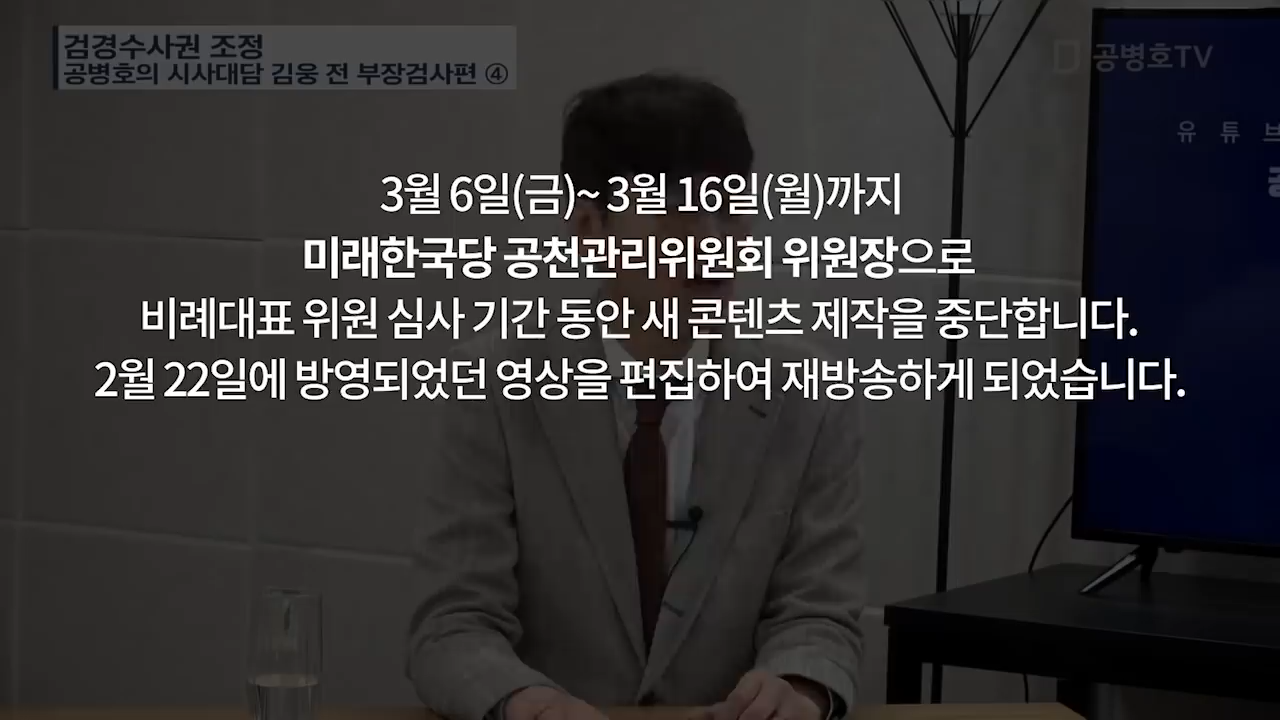 검경수사권 조정
공병호의 시사대담 김웅 전 부장검사편 ④
공병호TV
유 튜 브
3월 6일(금)~ 3월 16일(월)까지
미래한국당 공천관리위원회 위원장으로
비례대표 위원 심사 기간 동안 새 콘텐츠 제작을 중단합니다.
2월 22일에 방영되었던 영상을 편집하여 재방송하게 되었습니다.